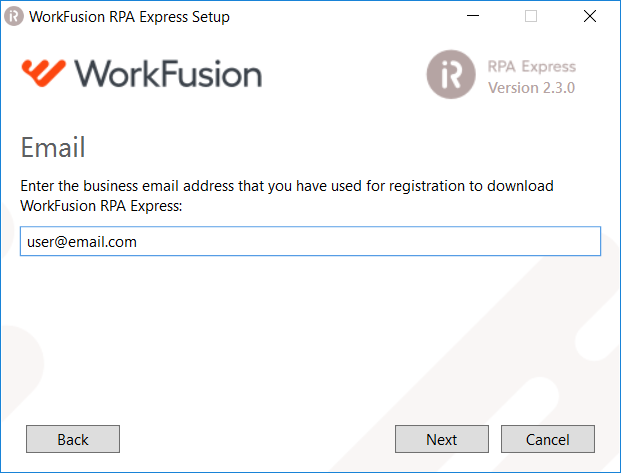 WorkFusion RPA Express Setup
WorkFusion
RPA Express
Version 2.3.0
Email
Enter the business email address that you have used for registration to download
WorkFusion RPA Express:
user@email.com
Back
Next
Cancel